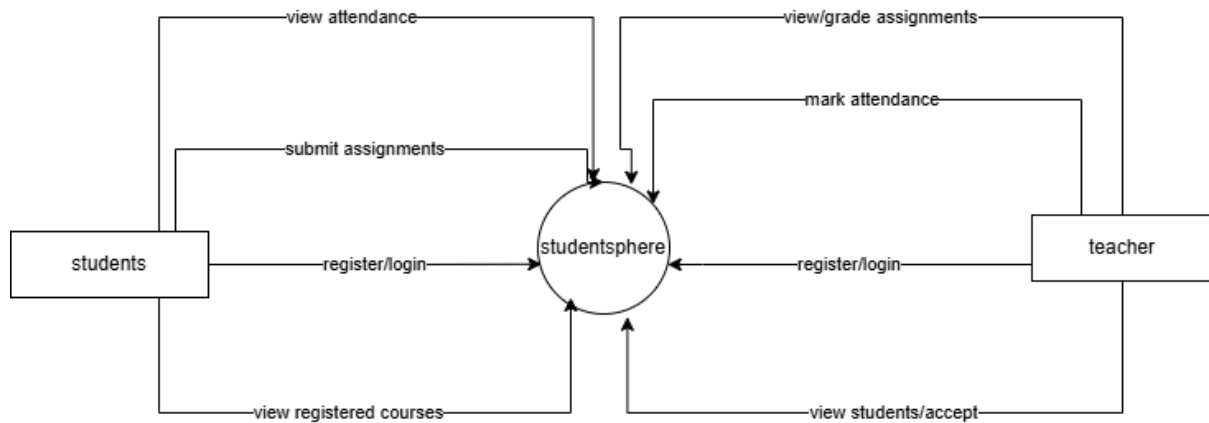 view attendance
view/grade assignments
mark attendance
submit assignments
students
register/login
studentsphere
register/login
teacher
view registered courses
view students/accept